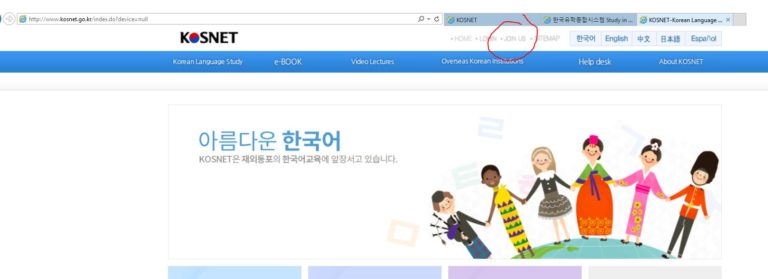 http://www.kosnet.go.kr/index.do?device=null
KOSNET
한국유학종합시스템 Study in ...
KOSNET-Korean Language ...
KOSNET
HOME
LOGIN
JOIN US
SITEMAP
한국어
English
中文
日本語
Español
Korean Language Study
e-BOOK
Video Lectures
Overseas Korean Institutions
Help desk
About KOSNET
아름다운 한국어
KOSNET은 재외동포의 한국어교육에 앞장서고 있습니다.
ㄹ
ㄱ
ㅁ